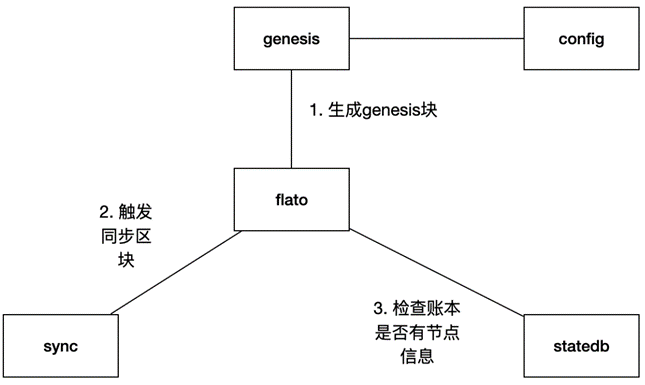 genesis
config
1. 生成genesis块
flato
2. 触发
同步区
块
3. 检查账本
是否有节点
信息
sync
statedb